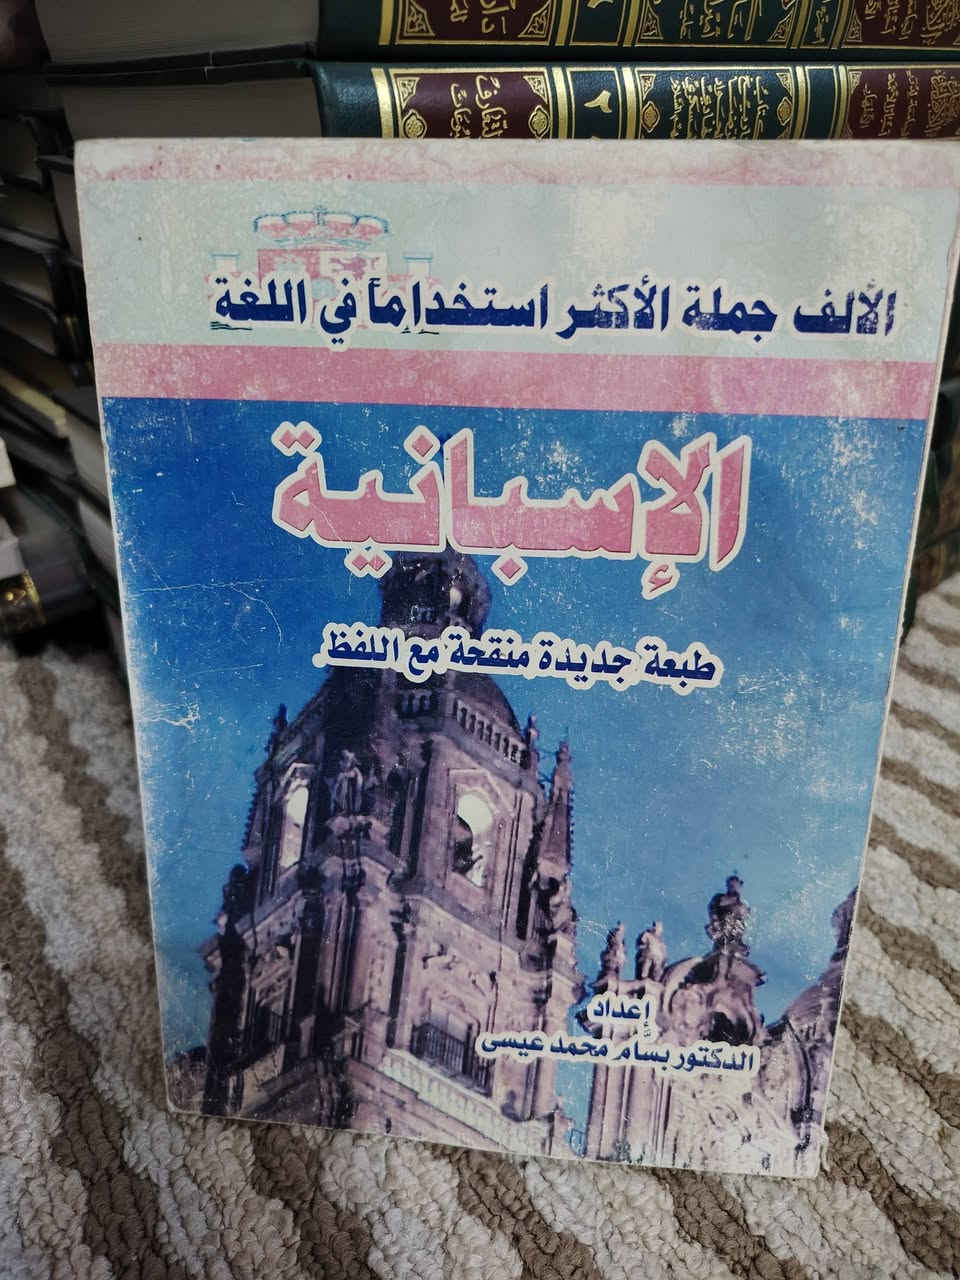 الألف جملة الأكثر استخداماً في اللغة
الإسبانية
طبعة جديدة منقحة مع اللفظ
إعداد
الدكتور بسام محمد عيسى